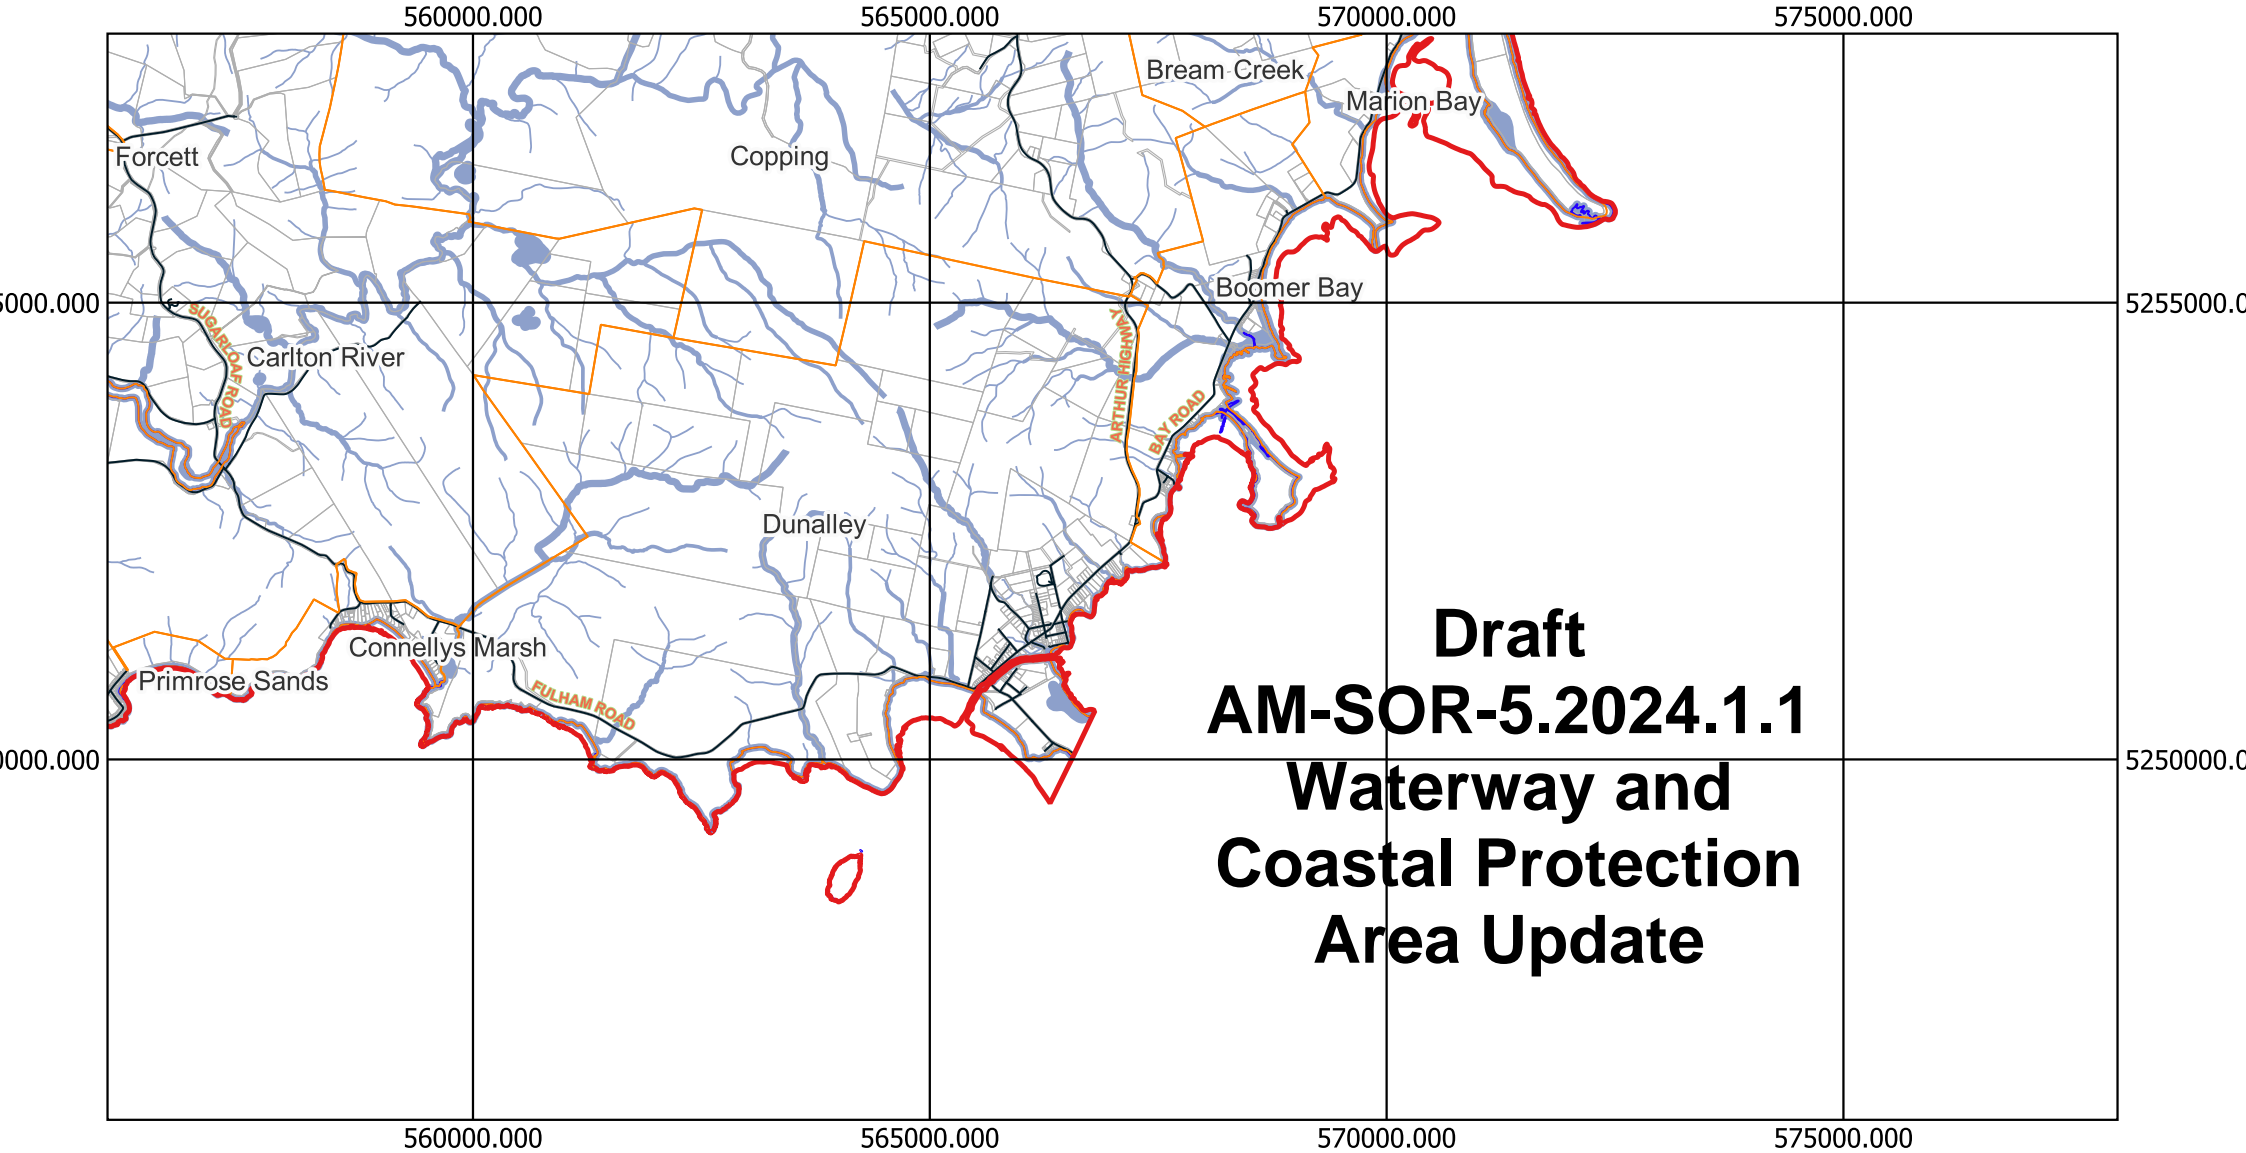 560000.000
565000.000
570000.000
575000.000
Bream Creek
Marion Bay
Forcett
Copping
Boomer Bay
5000.000
5255000.0
SUGARLOAF ROAD
ARTHUR HIGHWAY
Carlton River
BAY ROAD
Dunalley
Connellys Marsh
Primrose Sands
FULHAM ROAD
Draft
AM-SOR-5.2024.1.1
Waterway and
Coastal Protection
Area Update
0000.000
5250000.0
560000.000
565000.000
570000.000
575000.000